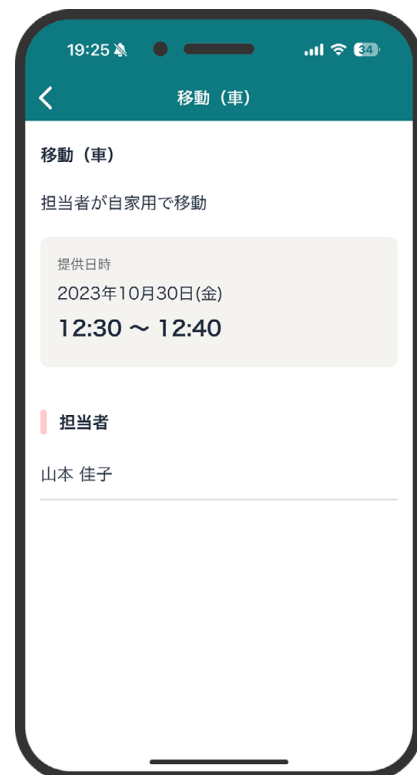 19:25
34
移動（車）
移動（車）
担当者が自家用で移動
提供日時
2023年10月30日(金)
12:30 〜 12:40
担当者
山本 佳子